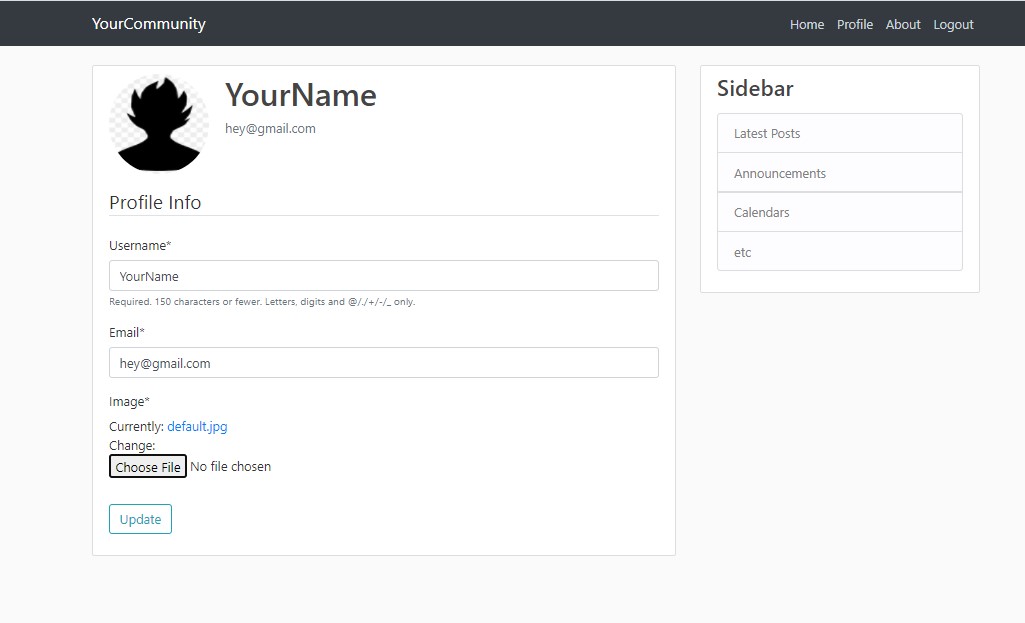 YourCommunity
Home Profile About Logout
YourName
hey@gmail.com
Profile Info
Username*
YourName
Required. 150 characters or fewer. Letters, digits and @/./+/-/_ only.
Email*
hey@gmail.com
Image*
Currently: default.jpg
Change:
Choose File No file chosen
Update
Sidebar
Latest Posts
Announcements
Calendars
etc